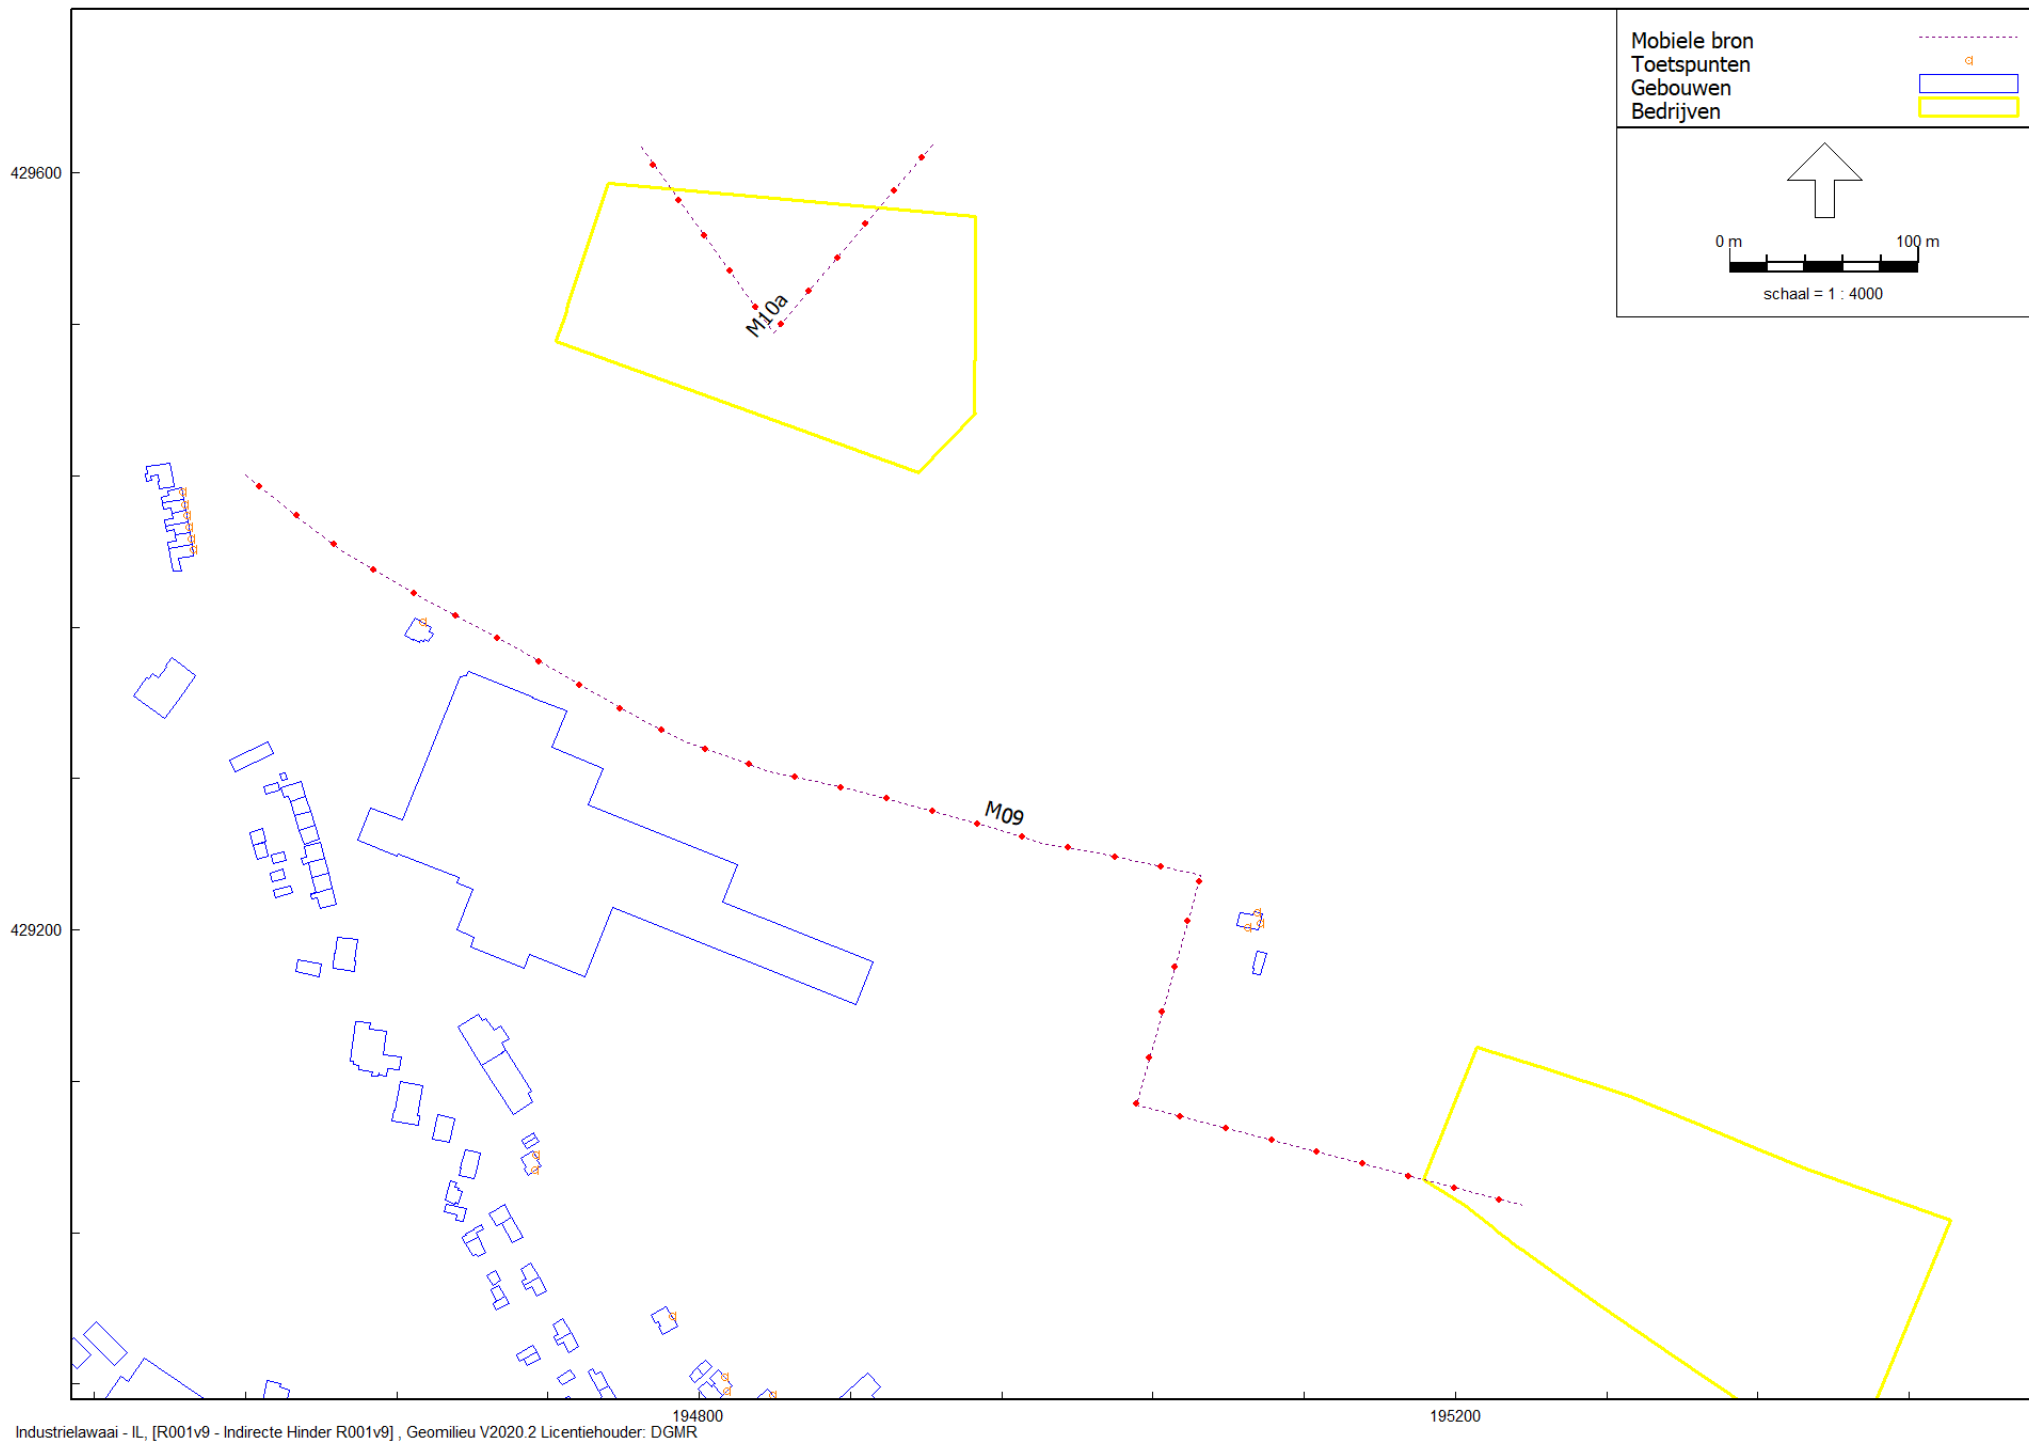 Mobiele bron
Toetspunten
Gebouwen
Bedrijven
0 m 100 m
schaal = 1 : 4000
429600
M10a
M09
429200
194800 195200
Industrielawaai - IL, [R001v9 - Indirecte Hinder R001v9] , Geomilieu V2020.2 Licentiehouder: DGMR